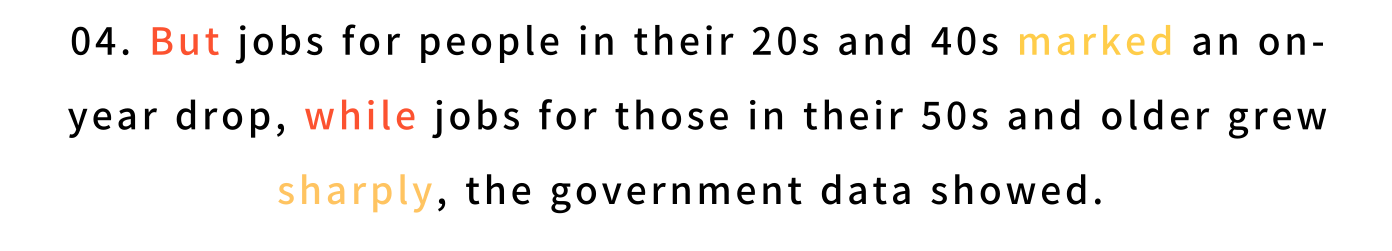 04. But jobs for people in their 20s and 40s marked an on-
year drop, while jobs for those in their 50s and older grew
sharply, the government data showed.